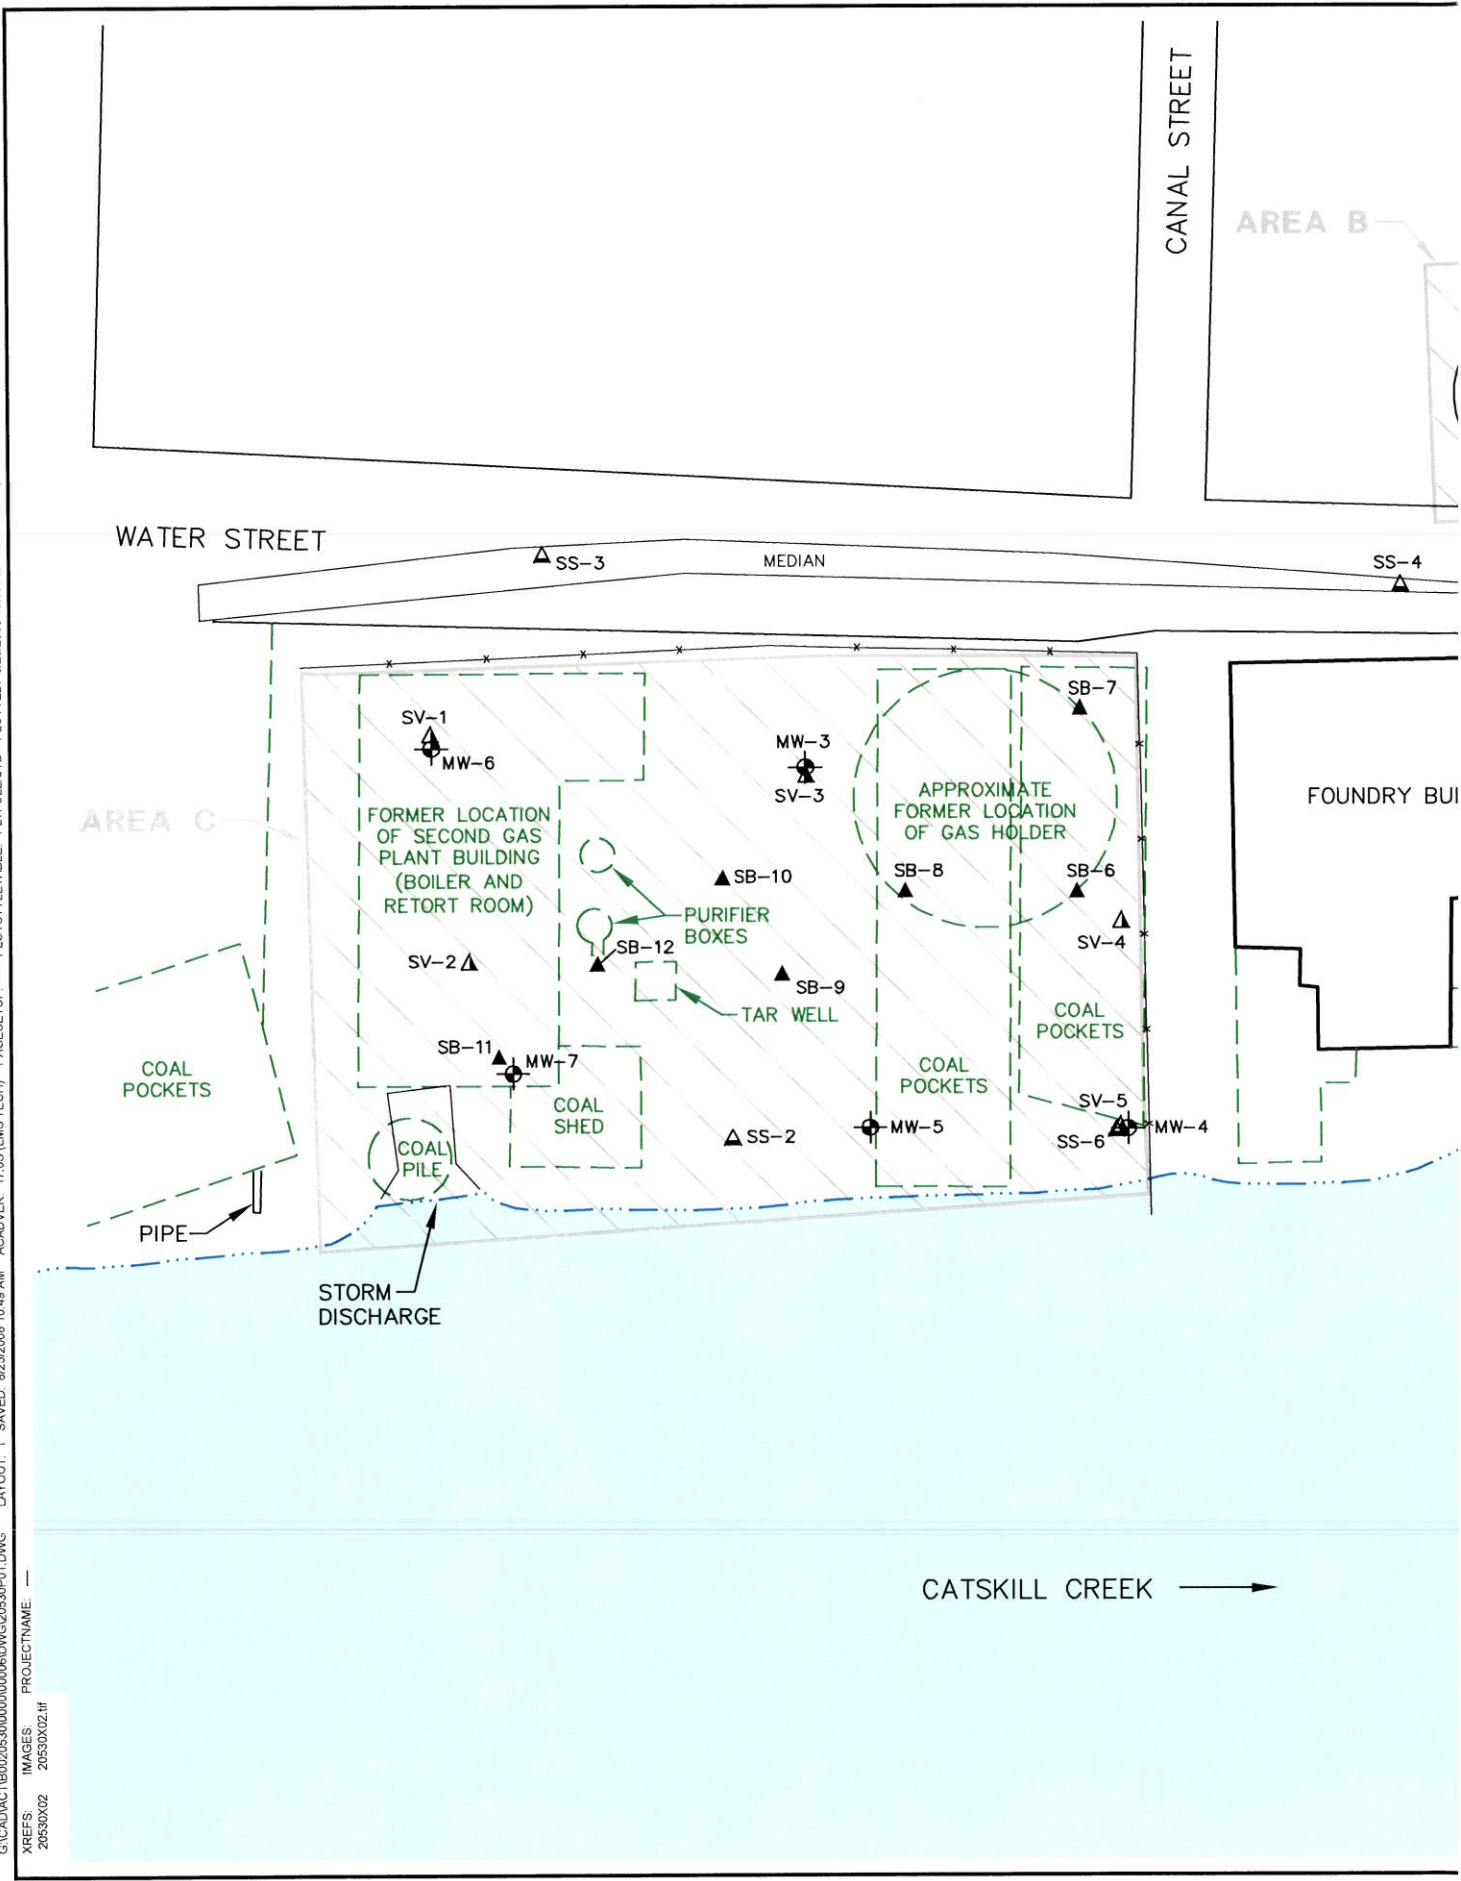 CANAL STREET
AREA B
WATER STREET
SS-3
MEDIAN
SS-4
SB-7
SV-1
MW-6
MW-3
SV-3
APPROXIMATE
FORMER LOCATION
OF GAS HOLDER
FOUNDRY BUI
AREA C
FORMER LOCATION
OF SECOND GAS
PLANT BUILDING
(BOILER AND
RETORT ROOM)
SB-10
SB-8
SB-6
PURIFIER
BOXES
SV-4
SB-12
SV-2
SB-9
TAR WELL
COAL
POCKETS
SB-11
MW-7
COAL
POCKETS
COAL
POCKETS
COAL
SHED
SV-5
SS-6
MW-4
MW-5
SS-2
COAL
PILE
PIPE
STORM
DISCHARGE
CATSKILL CREEK
XREFS: IMAGES: PROJECTNAME: —
20530X02 20530X02.tif